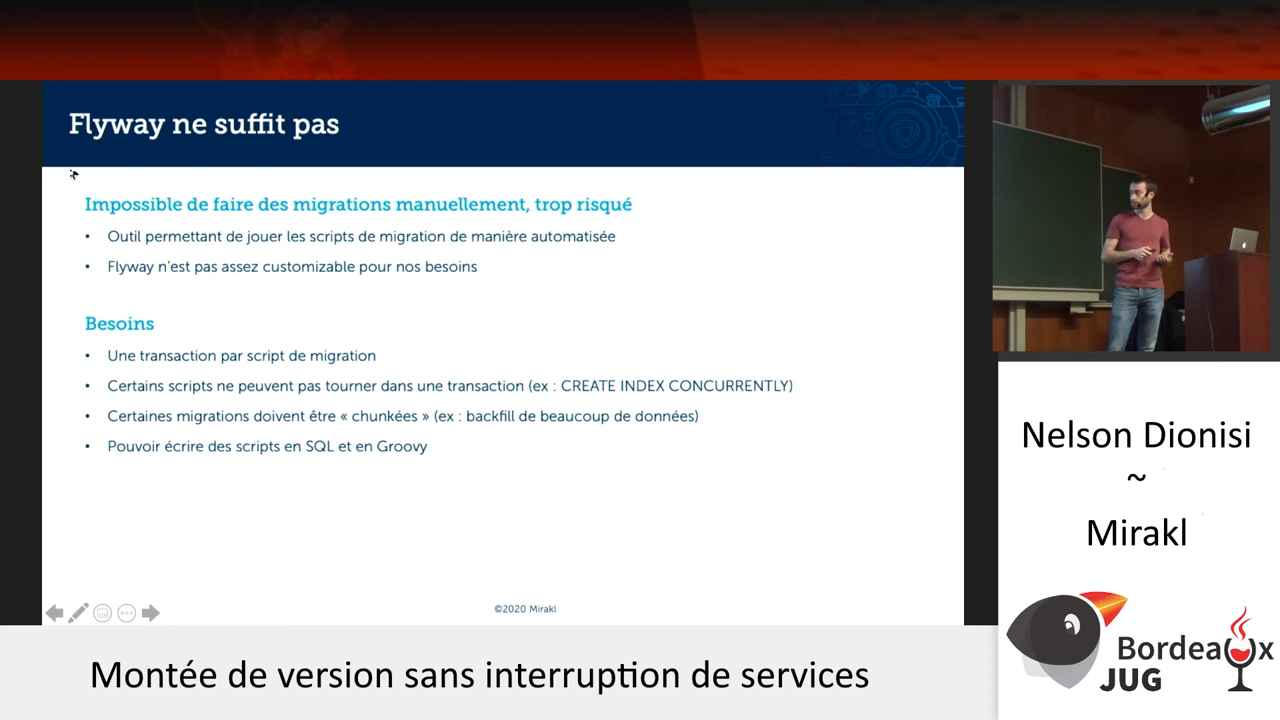 Flyway ne suffit pas
Impossible de faire des migrations manuellement, trop risqué
• Outil permettant de jouer les scripts de migration de manière automatisée
• Flyway n'est pas assez customizable pour nos besoins
Besoins
• Une transaction par script de migration
• Certains scripts ne peuvent pas tourner dans une transaction (ex : CREATE INDEX CONCURRENTLY)
• Certaines migrations doivent être « chunkées » (ex : backfill de beaucoup de données)
• Pouvoir écrire des scripts en SQL et en Groovy
©2020 Mirakl
Nelson Dionisi
~
Mirakl
Bordeaux
JUG
Montée de version sans interruption de services